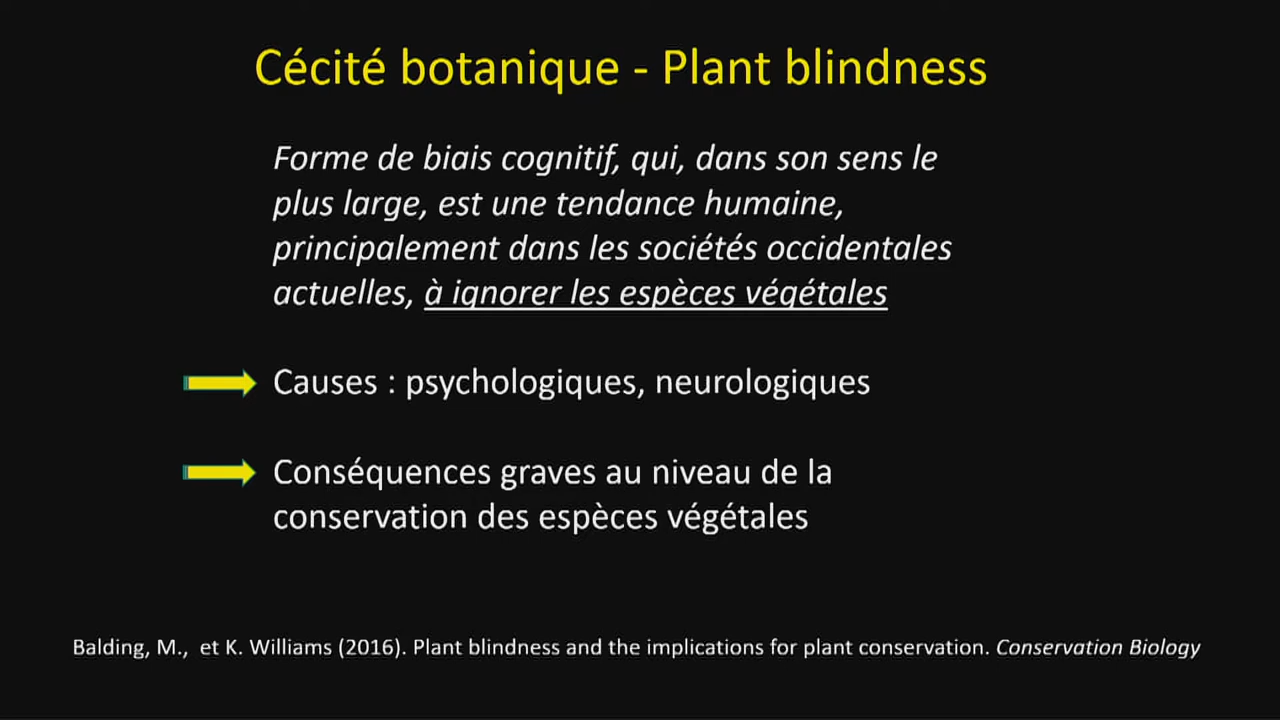 Cécité botanique - Plant blindness
Forme de biais cognitif, qui, dans son sens le
plus large, est une tendance humaine,
principalement dans les sociétés occidentales
actuelles, à ignorer les espèces végétales
Causes : psychologiques, neurologiques
Conséquences graves au niveau de la
conservation des espèces végétales
Balding, M., et K. Williams (2016). Plant blindness and the implications for plant conservation. Conservation Biology